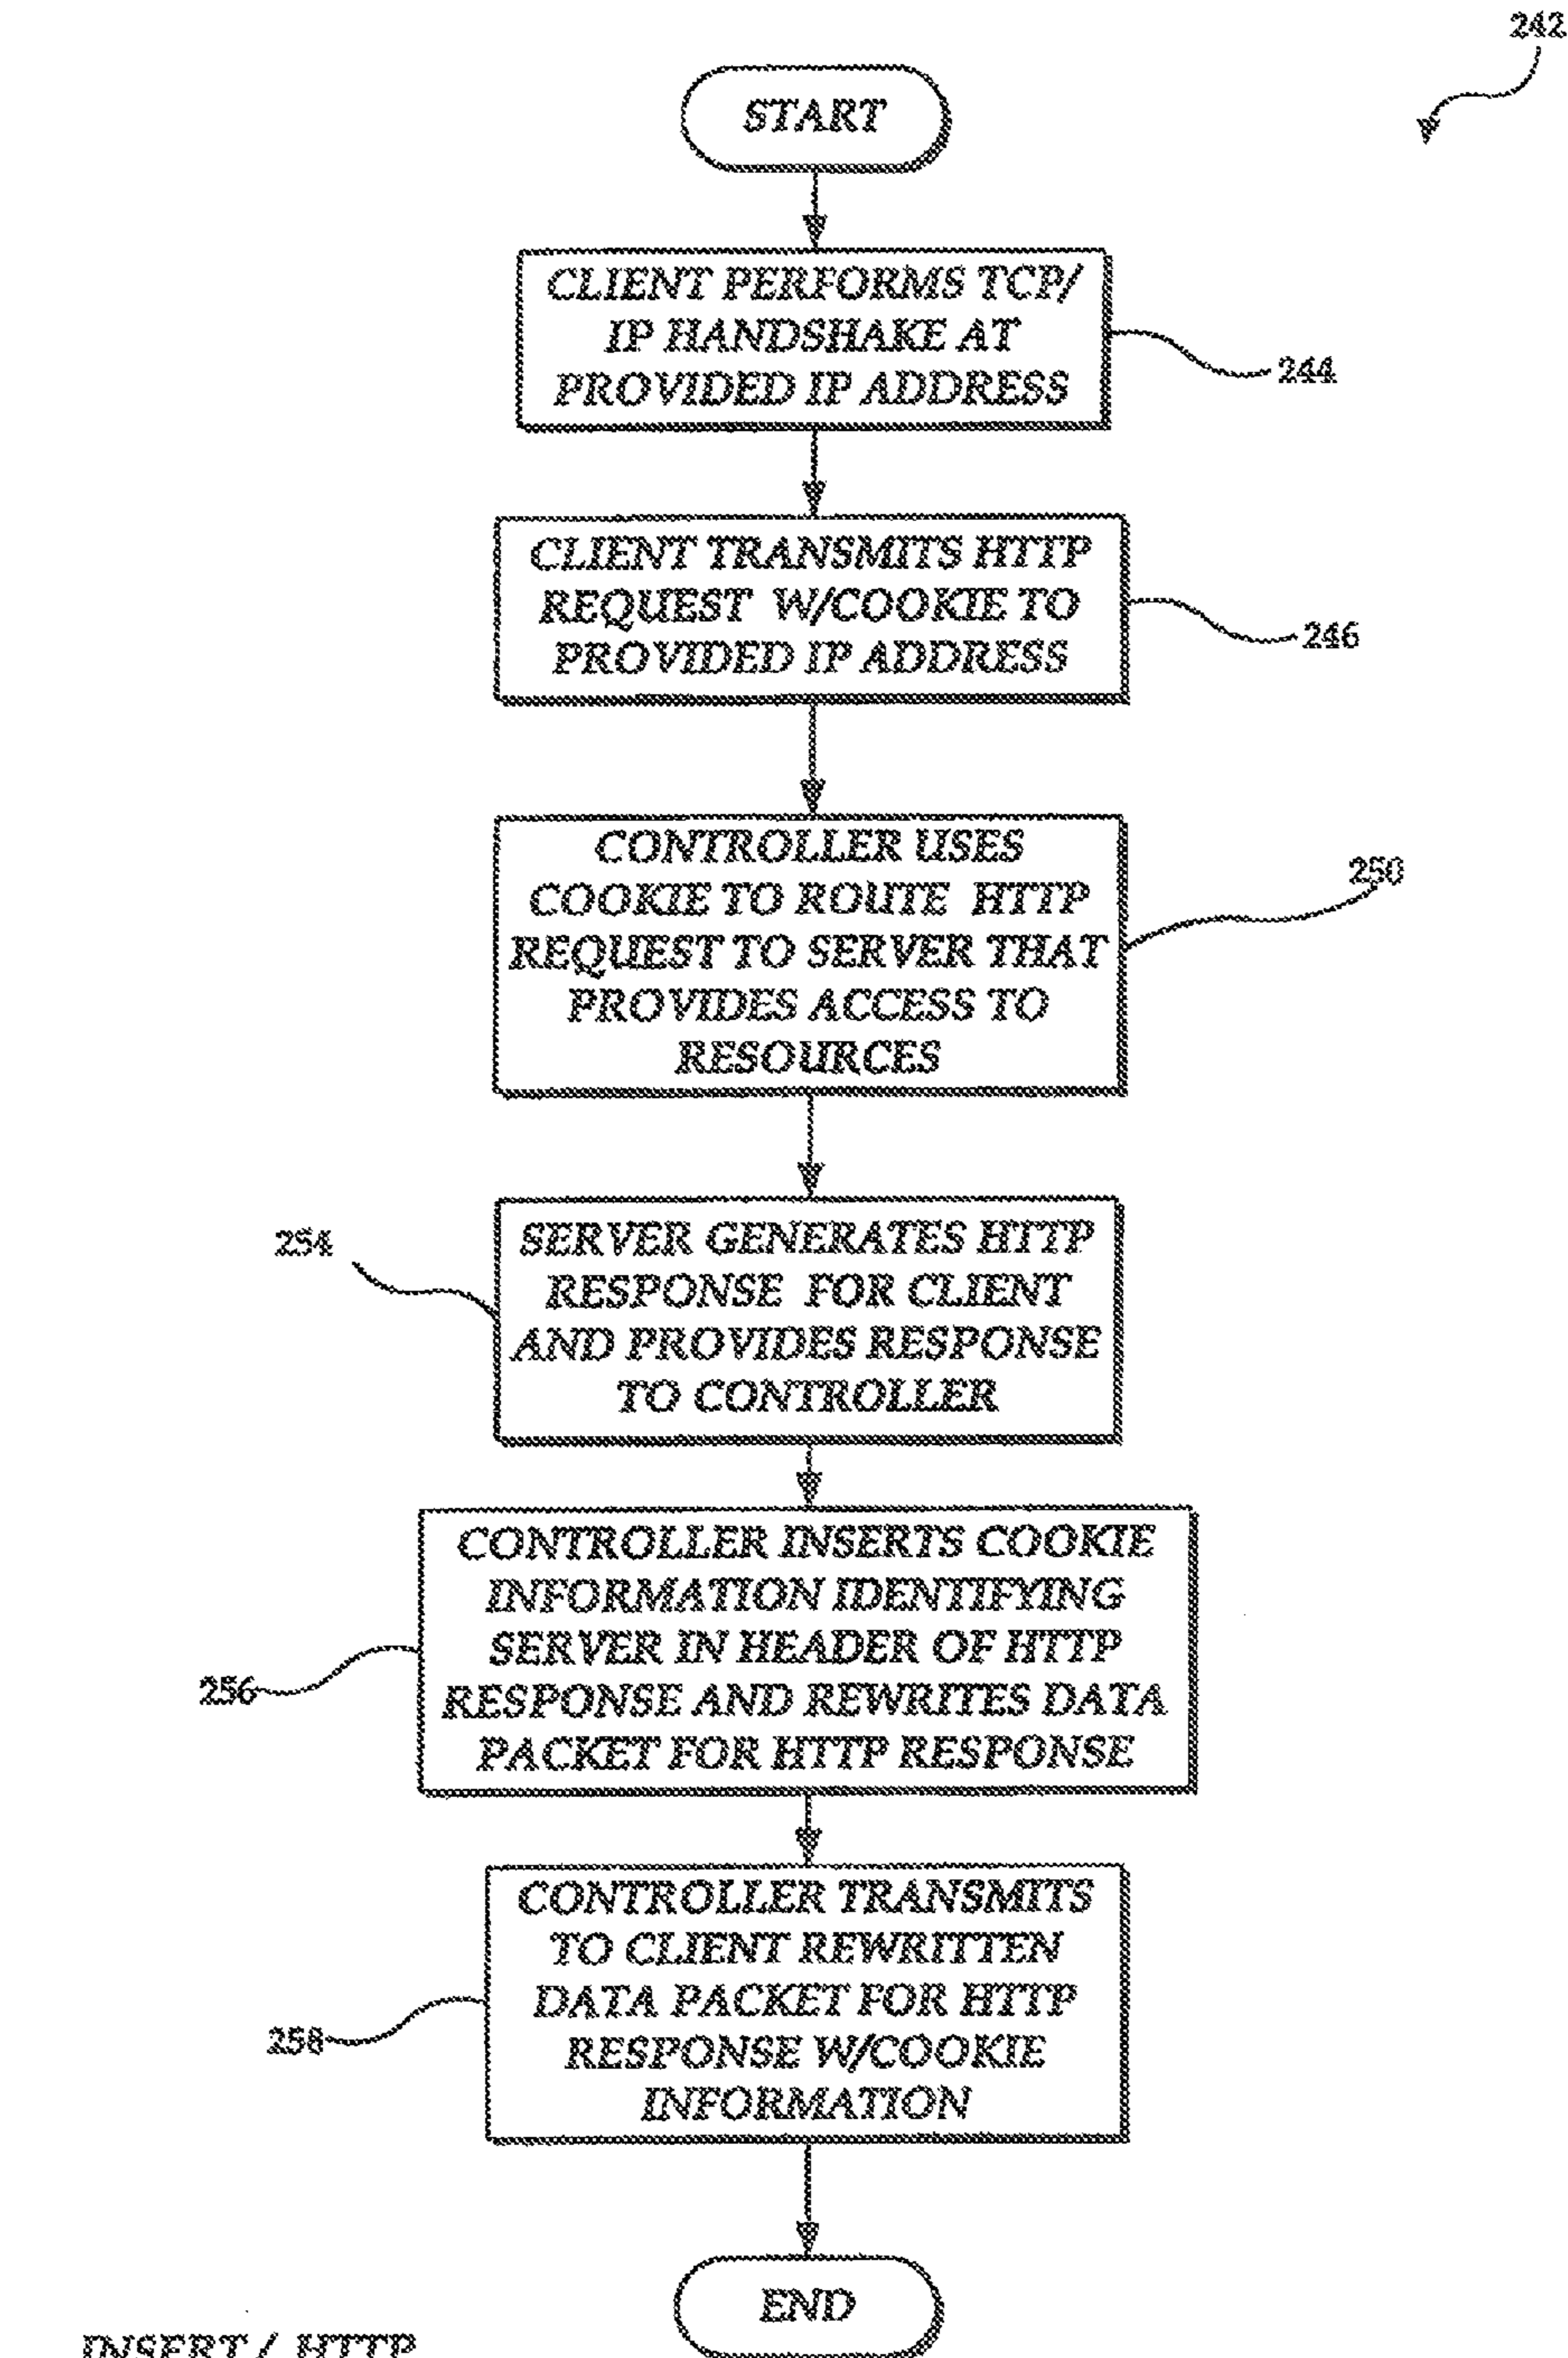 242
START
CLIENT PERFORMS TCP/
IP HANDSHAKE AT
PROVIDED IP ADDRESS
244
CLIENT TRANSMITS HTTP
REQUEST W/COOKIE TO
PROVIDED IP ADDRESS
246
CONTROLLER USES
COOKIE TO ROUTE HTTP
REQUEST TO SERVER THAT
PROVIDES ACCESS TO
RESOURCES
250
254
SERVER GENERATES HTTP
RESPONSE FOR CLIENT
AND PROVIDES RESPONSE
TO CONTROLLER
CONTROLLER INSERTS COOKIE
INFORMATION IDENTIFYING
SERVER IN HEADER OF HTTP
RESPONSE AND REWRITES DATA
PACKET FOR HTTP RESPONSE
256
CONTROLLER TRANSMITS
TO CLIENT REWRITTEN
DATA PACKET FOR HTTP
RESPONSE W/COOKIE
INFORMATION
258
END
INSERT / HTTP